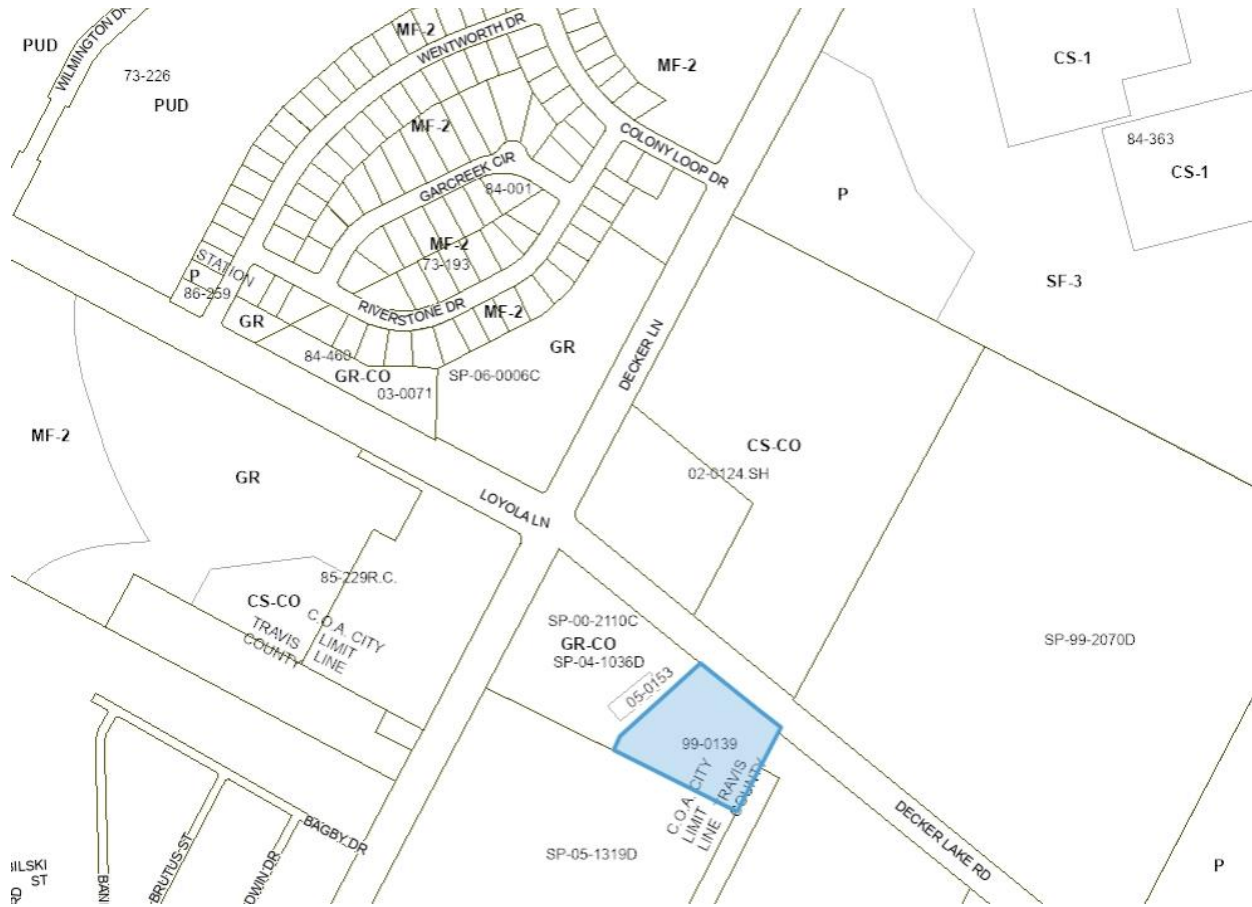 PUD
WILMINGTON DR
73-226
PUD
MF-2
WENTWORTH DR
MF-2
CS-1
MF-2
COLONY LOOP DR
84-363
CS-1
GARCREEK CIR
84-001
P
MF-2
73-193
STATION
P
86-259
RIVERSTONE DR
MF-2
SF-3
GR
84-460
GR-CO
03-0071
SP-06-0006C
GR
DECKER LN
MF-2
GR
CS-CO
02-0124.SH
LOYOLA LN
85-229R.C.
CS-CO
C.O.A. CITY
LIMIT
LINE
TRAVIS
COUNTY
SP-00-2110C
GR-CO
SP-04-1036D
05-0153
SP-99-2070D
99-0139
C.O.A. CITY
LIMIT
LINE
TRAVIS
COUNTY
DECKER LAKE RD
BAGBY DR
SP-05-1319D
P
ST
BRUTUS ST